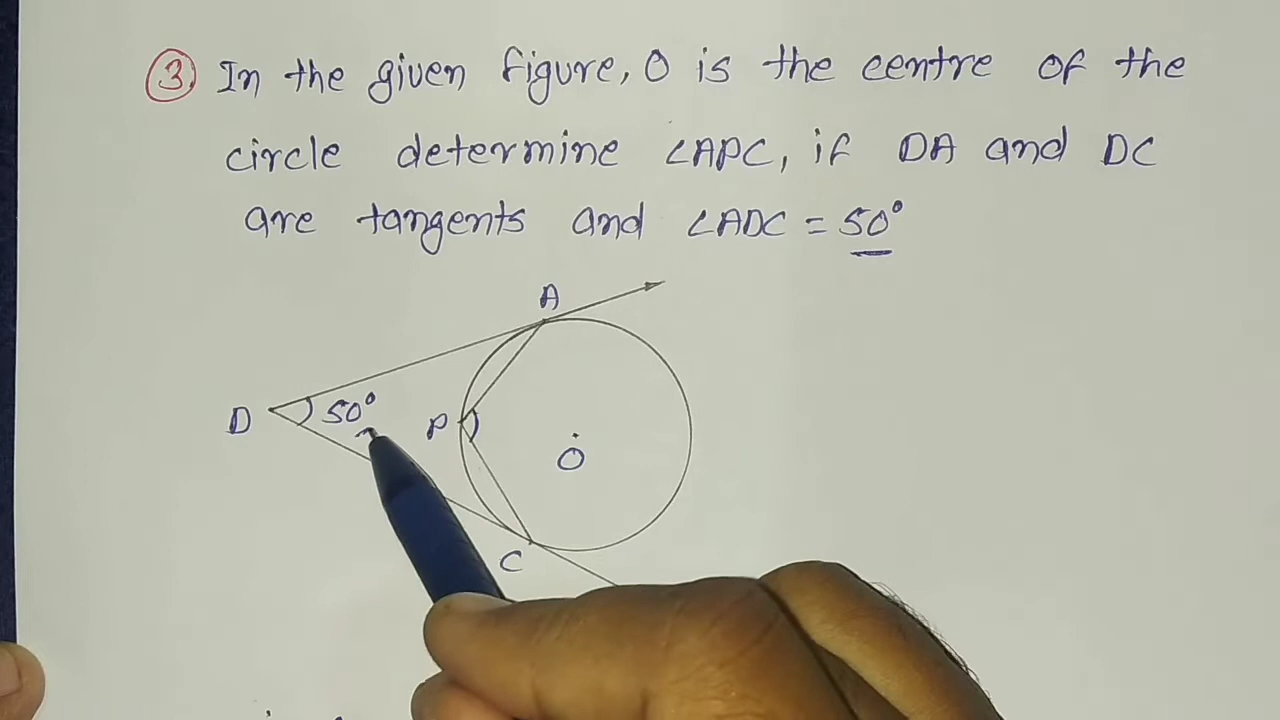 ③ In the given figure, O is the centre of the
circle determine ∠APC, if DA and DC
are tangents and ∠ADC = 50°
A
D
50°
P
O
C